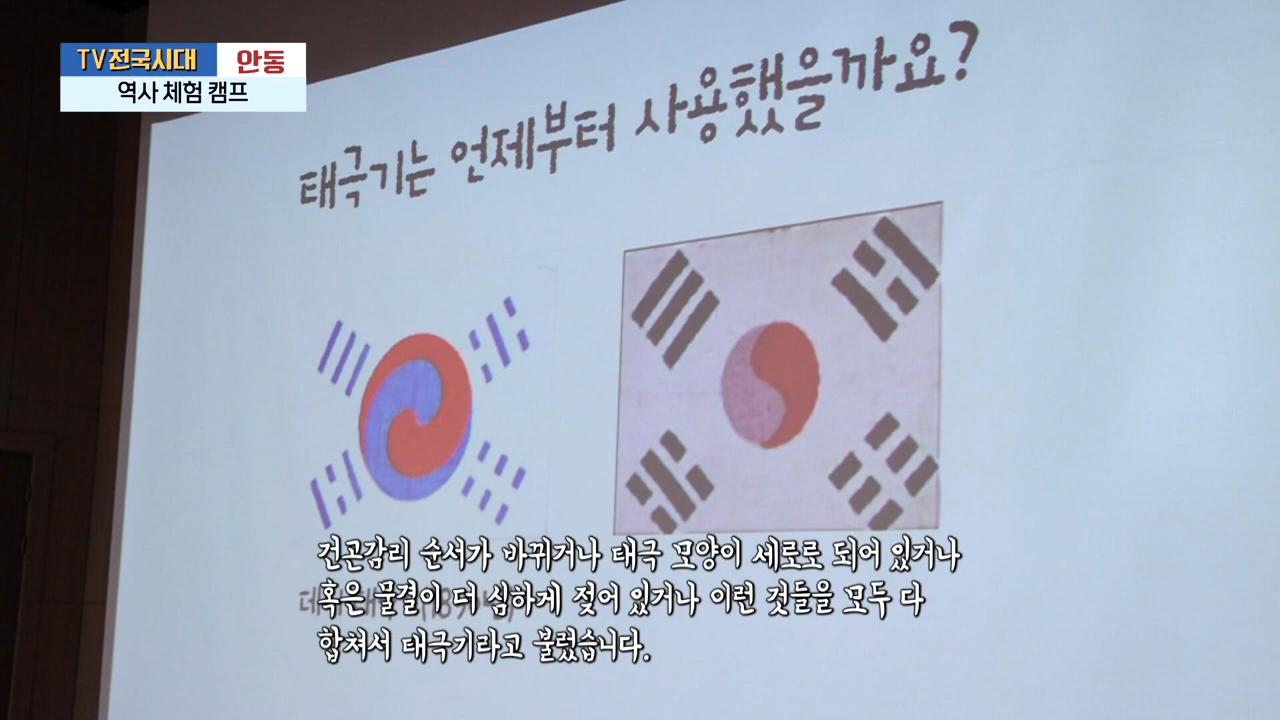 TV전국시대 안동
역사 체험 캠프
태극기는 언제부터 사용했을까요?
건곤감리 순서가 바뀌거나 태극 모양이 세로로 되어 있거나
혹은 물결이 더 심하게 젖어 있거나 이런 것들을 모두 다
합쳐서 태극기라고 불렀습니다.